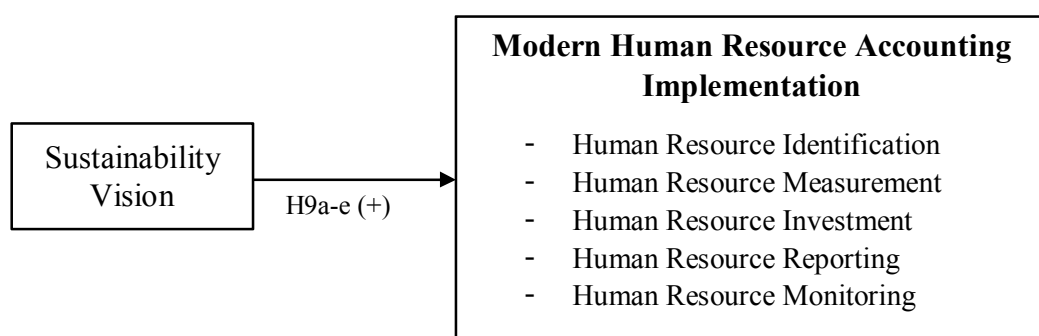 Sustainability
Vision
H9a-e (+)
Modern Human Resource Accounting
Implementation
- Human Resource Identification
- Human Resource Measurement
- Human Resource Investment
- Human Resource Reporting
- Human Resource Monitoring